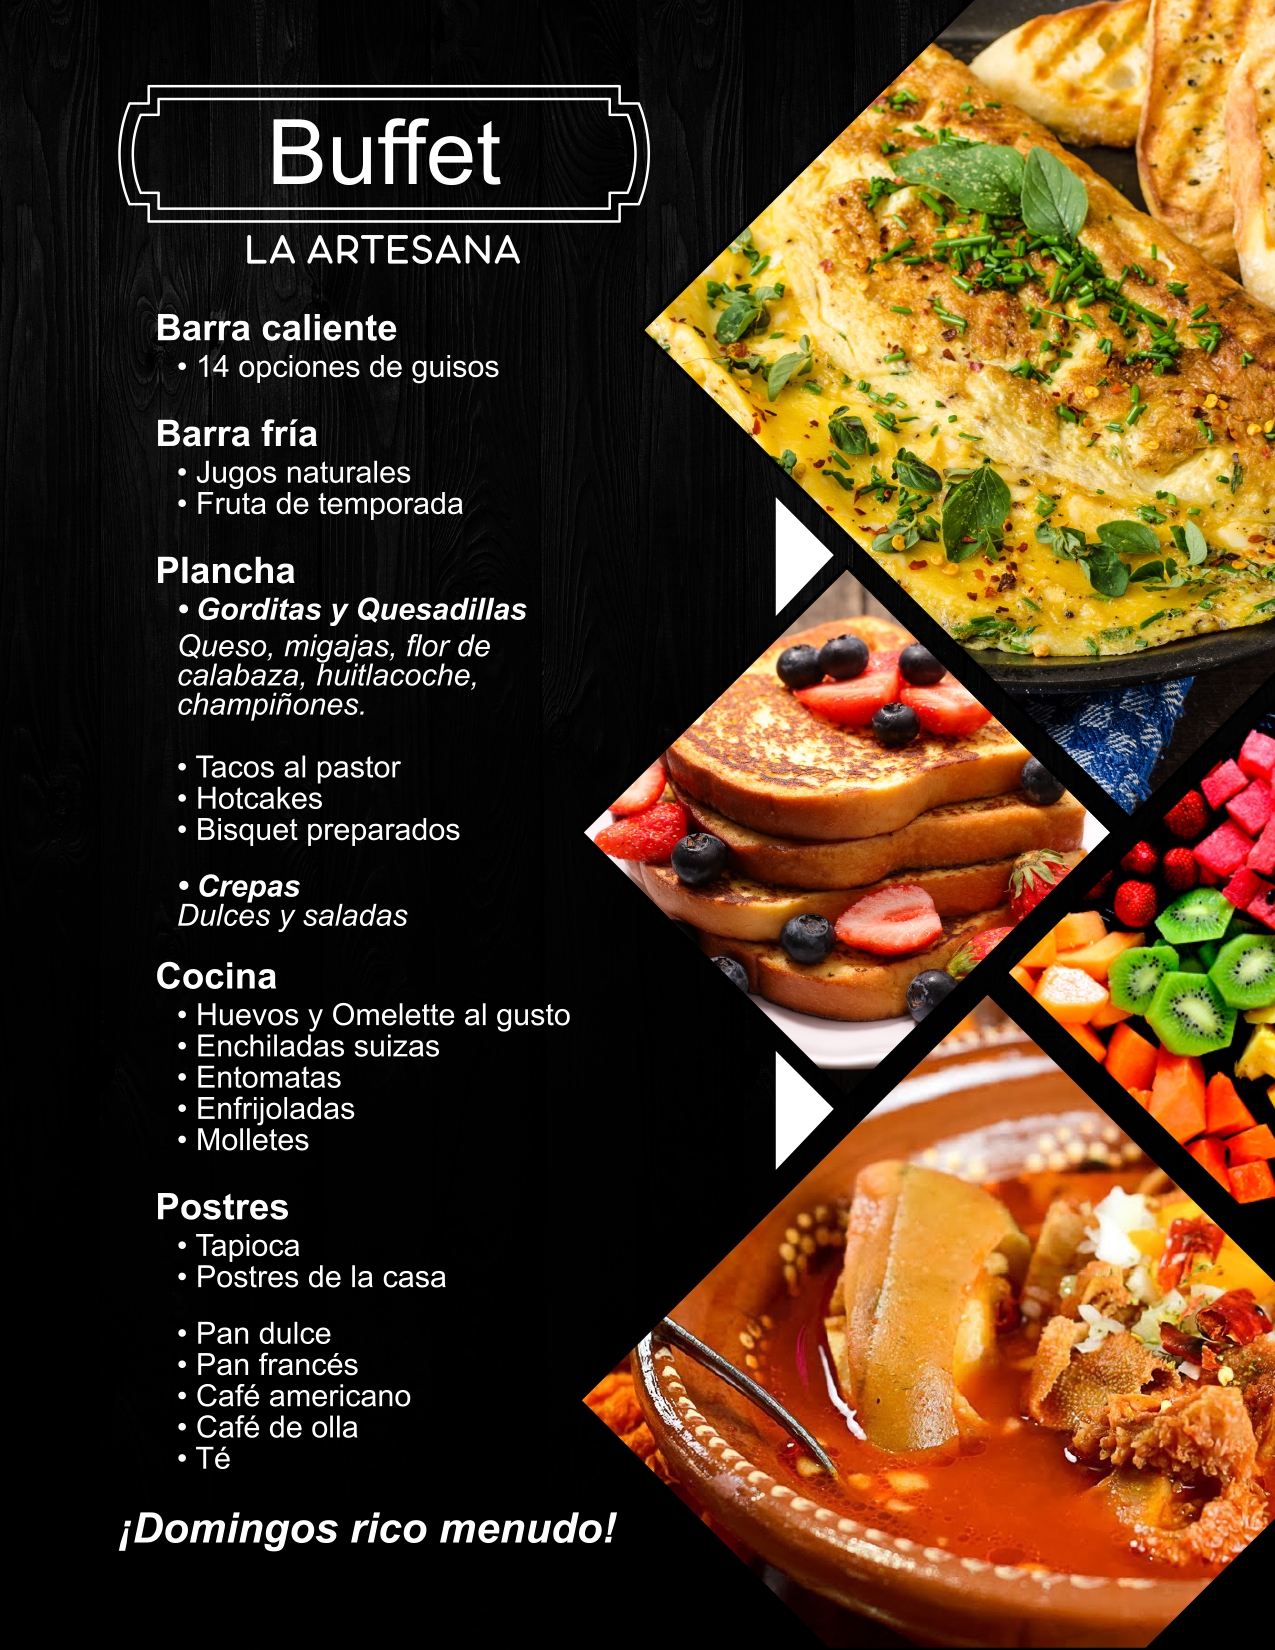 Buffet
LA ARTESANA
Barra caliente
• 14 opciones de guisos
Barra fría
• Jugos naturales
• Fruta de temporada
Plancha
• Gorditas y Quesadillas
Queso, migajas, flor de
calabaza, huitlacoche,
champiñones.
• Tacos al pastor
• Hotcakes
• Bisquet preparados
• Crepas
Dulces y saladas
Cocina
• Huevos y Omelette al gusto
• Enchiladas suizas
• Entomatas
• Enfrijoladas
• Molletes
Postres
• Tapioca
• Postres de la casa
• Pan dulce
• Pan francés
• Café americano
• Café de olla
• Té
¡Domingos rico menudo!